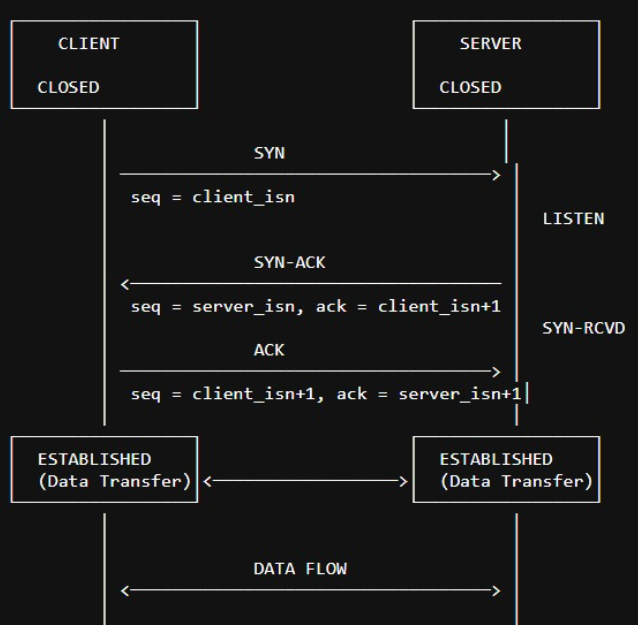 CLIENT SERVER
CLOSED CLOSED
SYN
seq = client_isn
LISTEN
SYN-ACK
seq = server_isn, ack = client_isn+1
SYN-RCVD
ACK
seq = client_isn+1, ack = server_isn+1
ESTABLISHED ESTABLISHED
(Data Transfer) (Data Transfer)
DATA FLOW